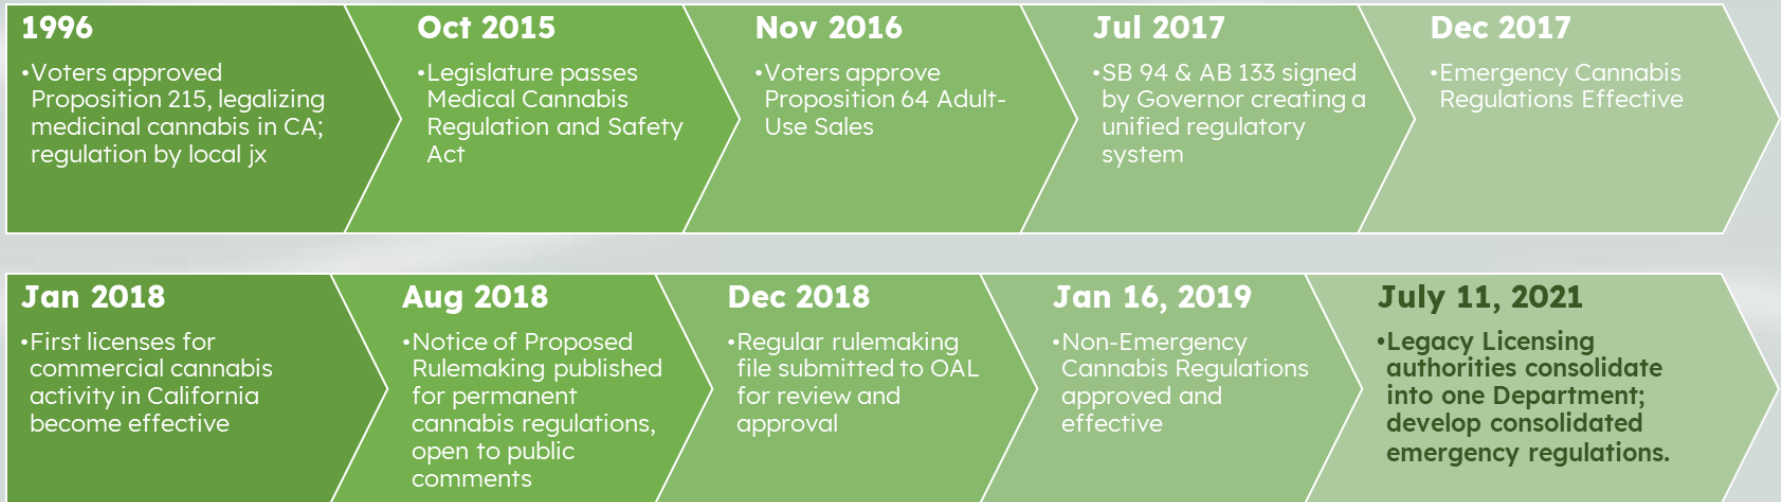 1996
•Voters approved
Proposition 215, legalizing
medicinal cannabis in CA;
regulation by local jx
Oct 2015
•Legislature passes
Medical Cannabis
Regulation and Safety
Act
Nov 2016
•Voters approve
Proposition 64 Adult-
Use Sales
Jul 2017
•SB 94 & AB 133 signed
by Governor creating a
unified regulatory
system
Dec 2017
•Emergency Cannabis
Regulations Effective
Jan 2018
•First licenses for
commercial cannabis
activity in California
become effective
Aug 2018
•Notice of Proposed
Rulemaking published
for permanent
cannabis regulations,
open to public
comments
Dec 2018
•Regular rulemaking
file submitted to OAL
for review and
approval
Jan 16, 2019
•Non-Emergency
Cannabis Regulations
approved and
effective
July 11, 2021
•Legacy Licensing
authorities consolidate
into one Department;
develop consolidated
emergency regulations.